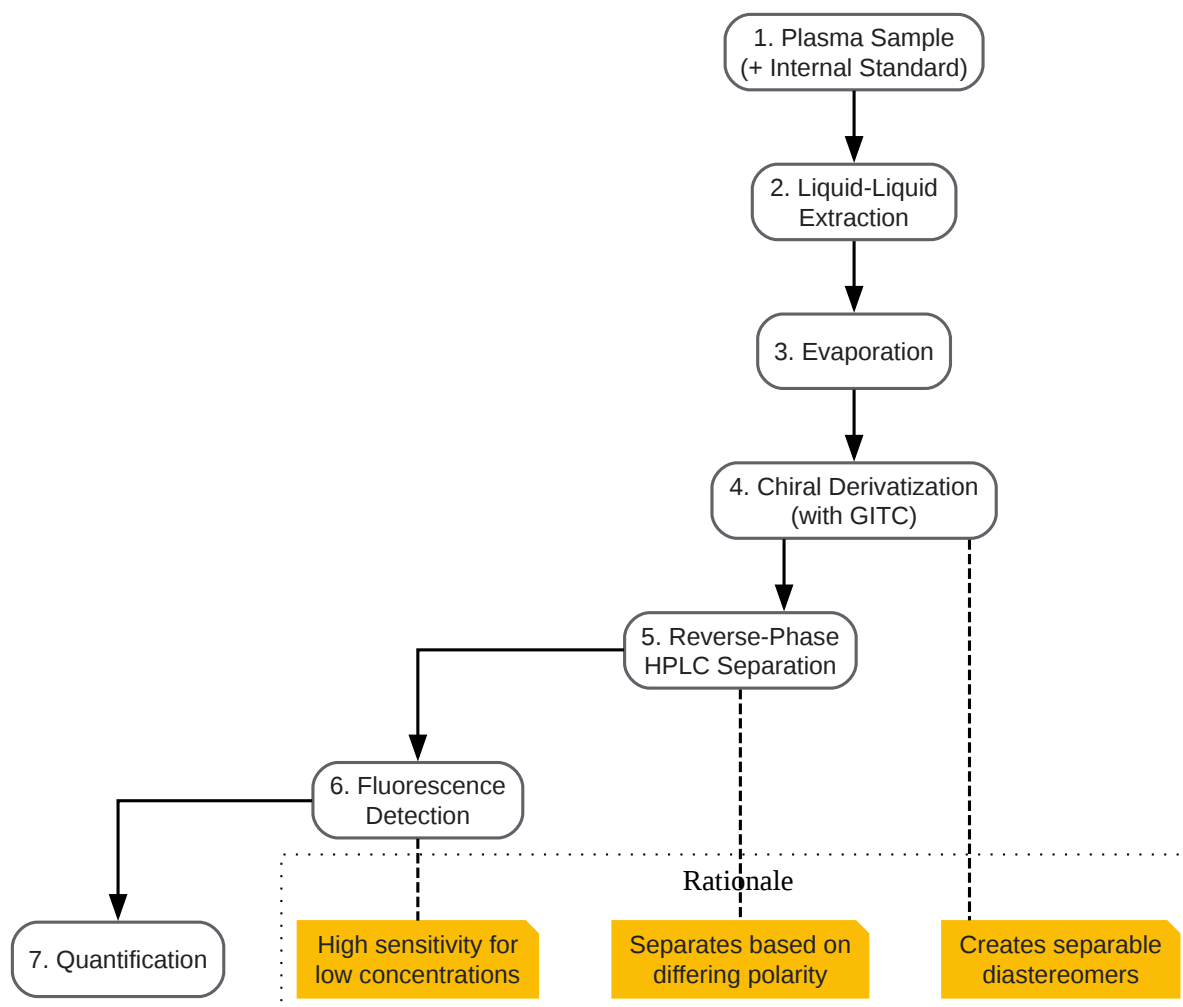 1. Plasma Sample
(+ Internal Standard)
2. Liquid-Liquid
Extraction
3. Evaporation
4. Chiral Derivatization
(with GITC)
5. Reverse-Phase
HPLC Separation
6. Fluorescence
Detection
7. Quantification
Rationale
High sensitivity for
low concentrations
Separates based on
differing polarity
Creates separable
diastereomers